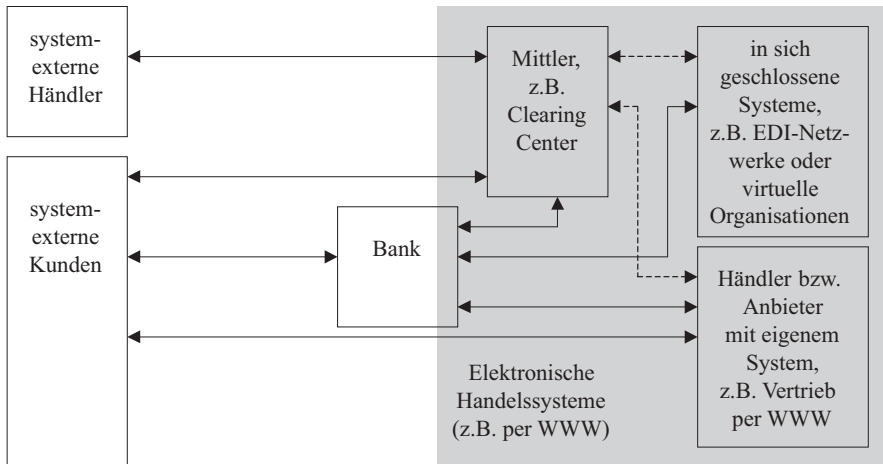 system-
externe
Händler
Mittler,
z.B.
Clearing
Center
in sich
geschlossene
Systeme,
z.B. EDI-Netz-
werke oder
virtuelle
Organisationen
system-
externe
Kunden
Bank
Händler bzw.
Anbieter
mit eigenem
System,
z.B. Vertrieb
per WWW
Elektronische
Handelssysteme
(z.B. per WWW)